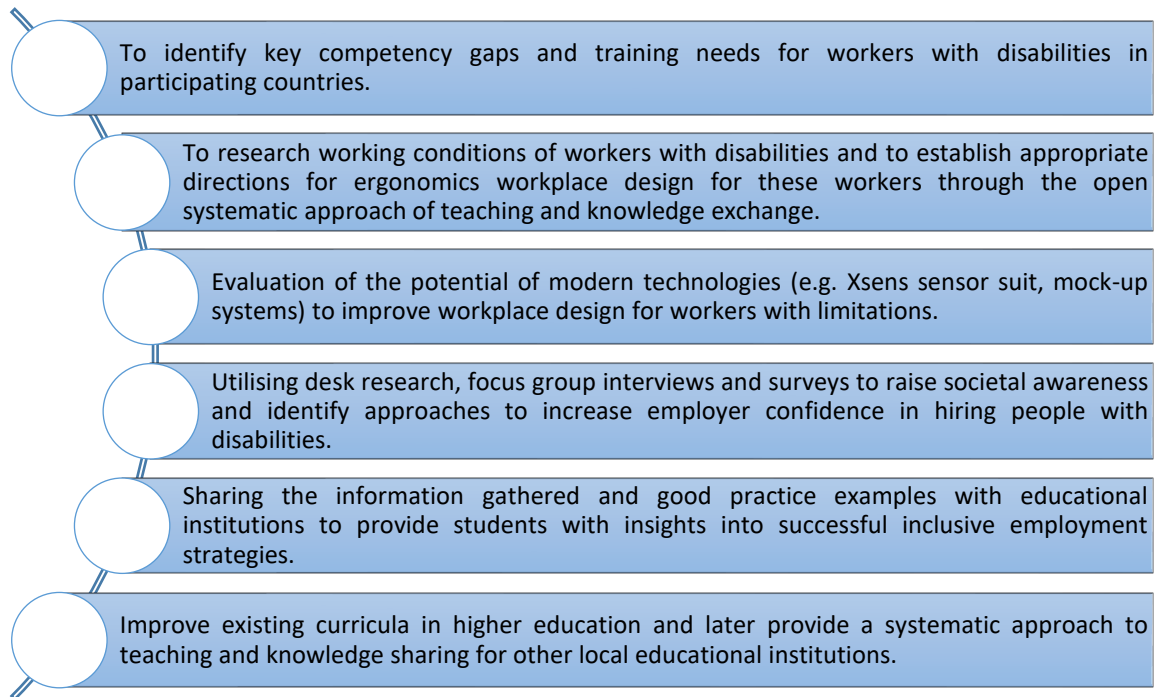 To identify key competency gaps and training needs for workers with disabilities in
participating countries.
To research working conditions of workers with disabilities and to establish appropriate
directions for ergonomics workplace design for these workers through the open
systematic approach of teaching and knowledge exchange.
Evaluation of the potential of modern technologies (e.g. Xsens sensor suit, mock-up
systems) to improve workplace design for workers with limitations.
Utilising desk research, focus group interviews and surveys to raise societal awareness
and identify approaches to increase employer confidence in hiring people with
disabilities.
Sharing the information gathered and good practice examples with educational
institutions to provide students with insights into successful inclusive employment
strategies.
Improve existing curricula in higher education and later provide a systematic approach to
teaching and knowledge sharing for other local educational institutions.